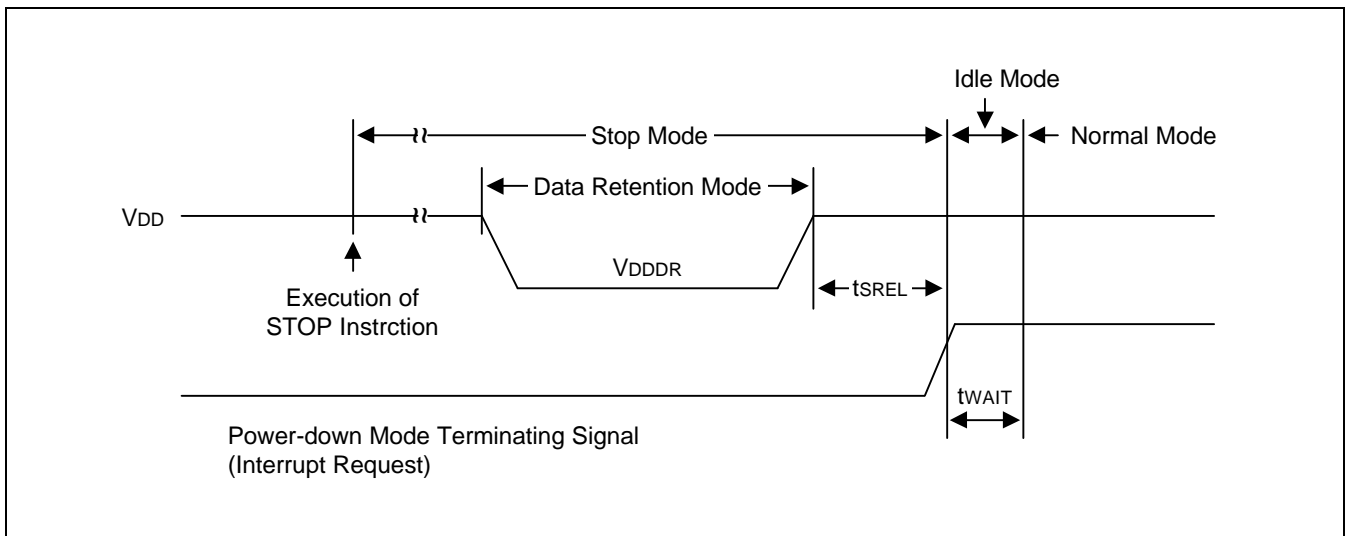 Idle Mode
Stop Mode
Normal Mode
Data Retention Mode
VDD
VDDDR
tSREL
Execution of
STOP Instrction
tWAIT
Power-down Mode Terminating Signal
(Interrupt Request)